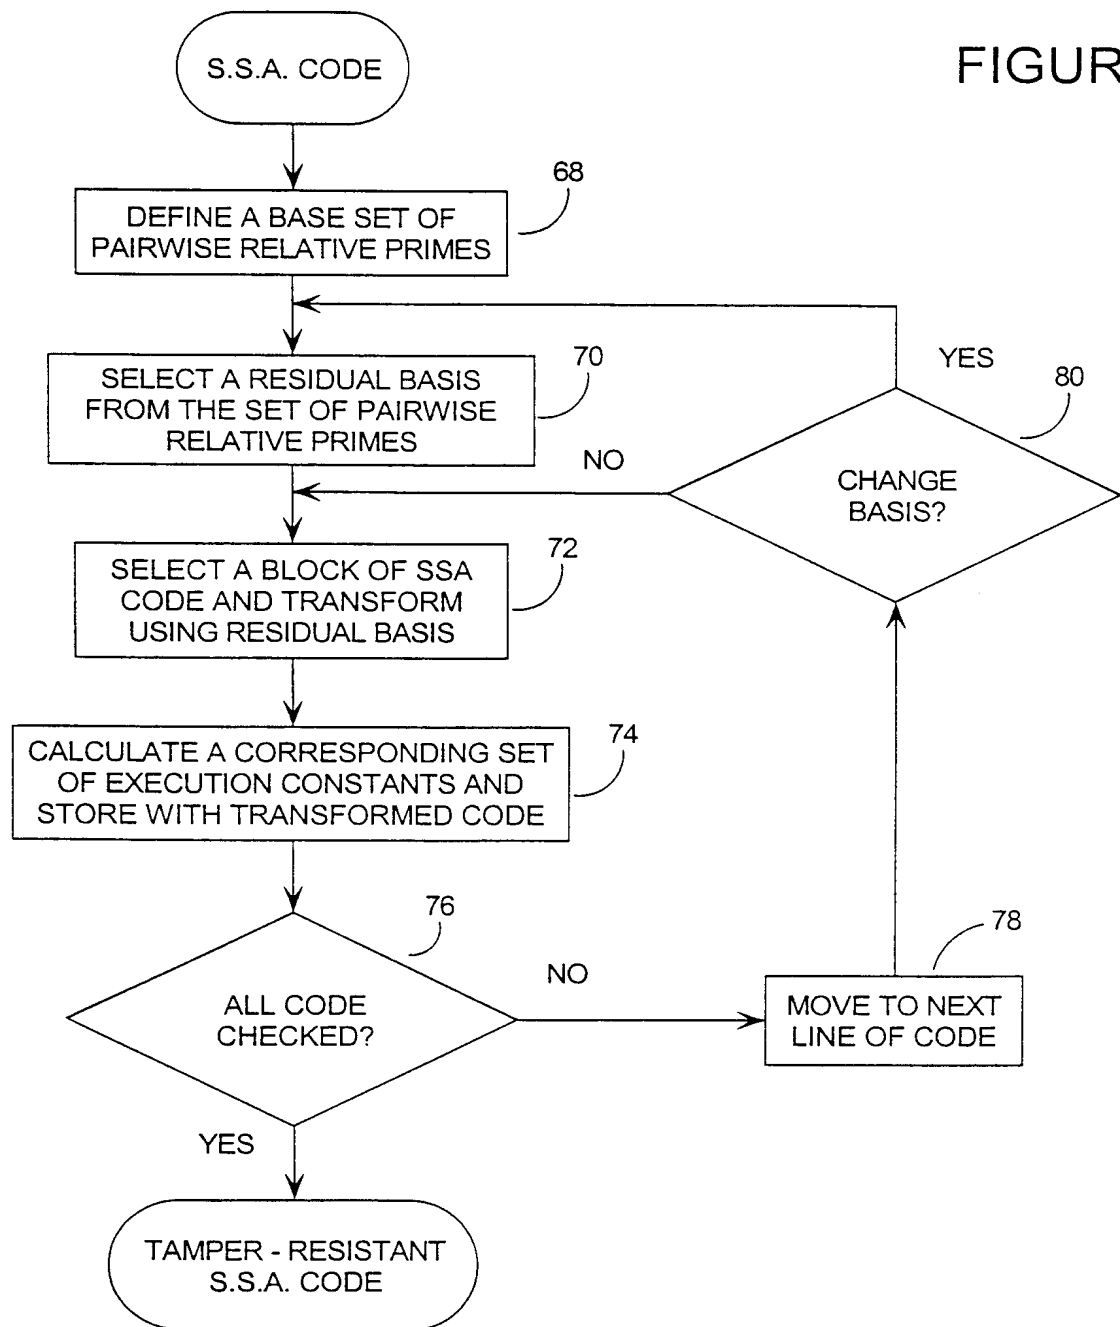 S.S.A. CODE
FIGUR
68
DEFINE A BASE SET OF
PAIRWISE RELATIVE PRIMES
70
SELECT A RESIDUAL BASIS
FROM THE SET OF PAIRWISE
RELATIVE PRIMES
YES
80
NO
CHANGE
BASIS?
72
SELECT A BLOCK OF SSA
CODE AND TRANSFORM
USING RESIDUAL BASIS
74
CALCULATE A CORRESPONDING SET
OF EXECUTION CONSTANTS AND
STORE WITH TRANSFORMED CODE
76
ALL CODE
CHECKED?
NO
78
MOVE TO NEXT
LINE OF CODE
YES
TAMPER - RESISTANT
S.S.A. CODE